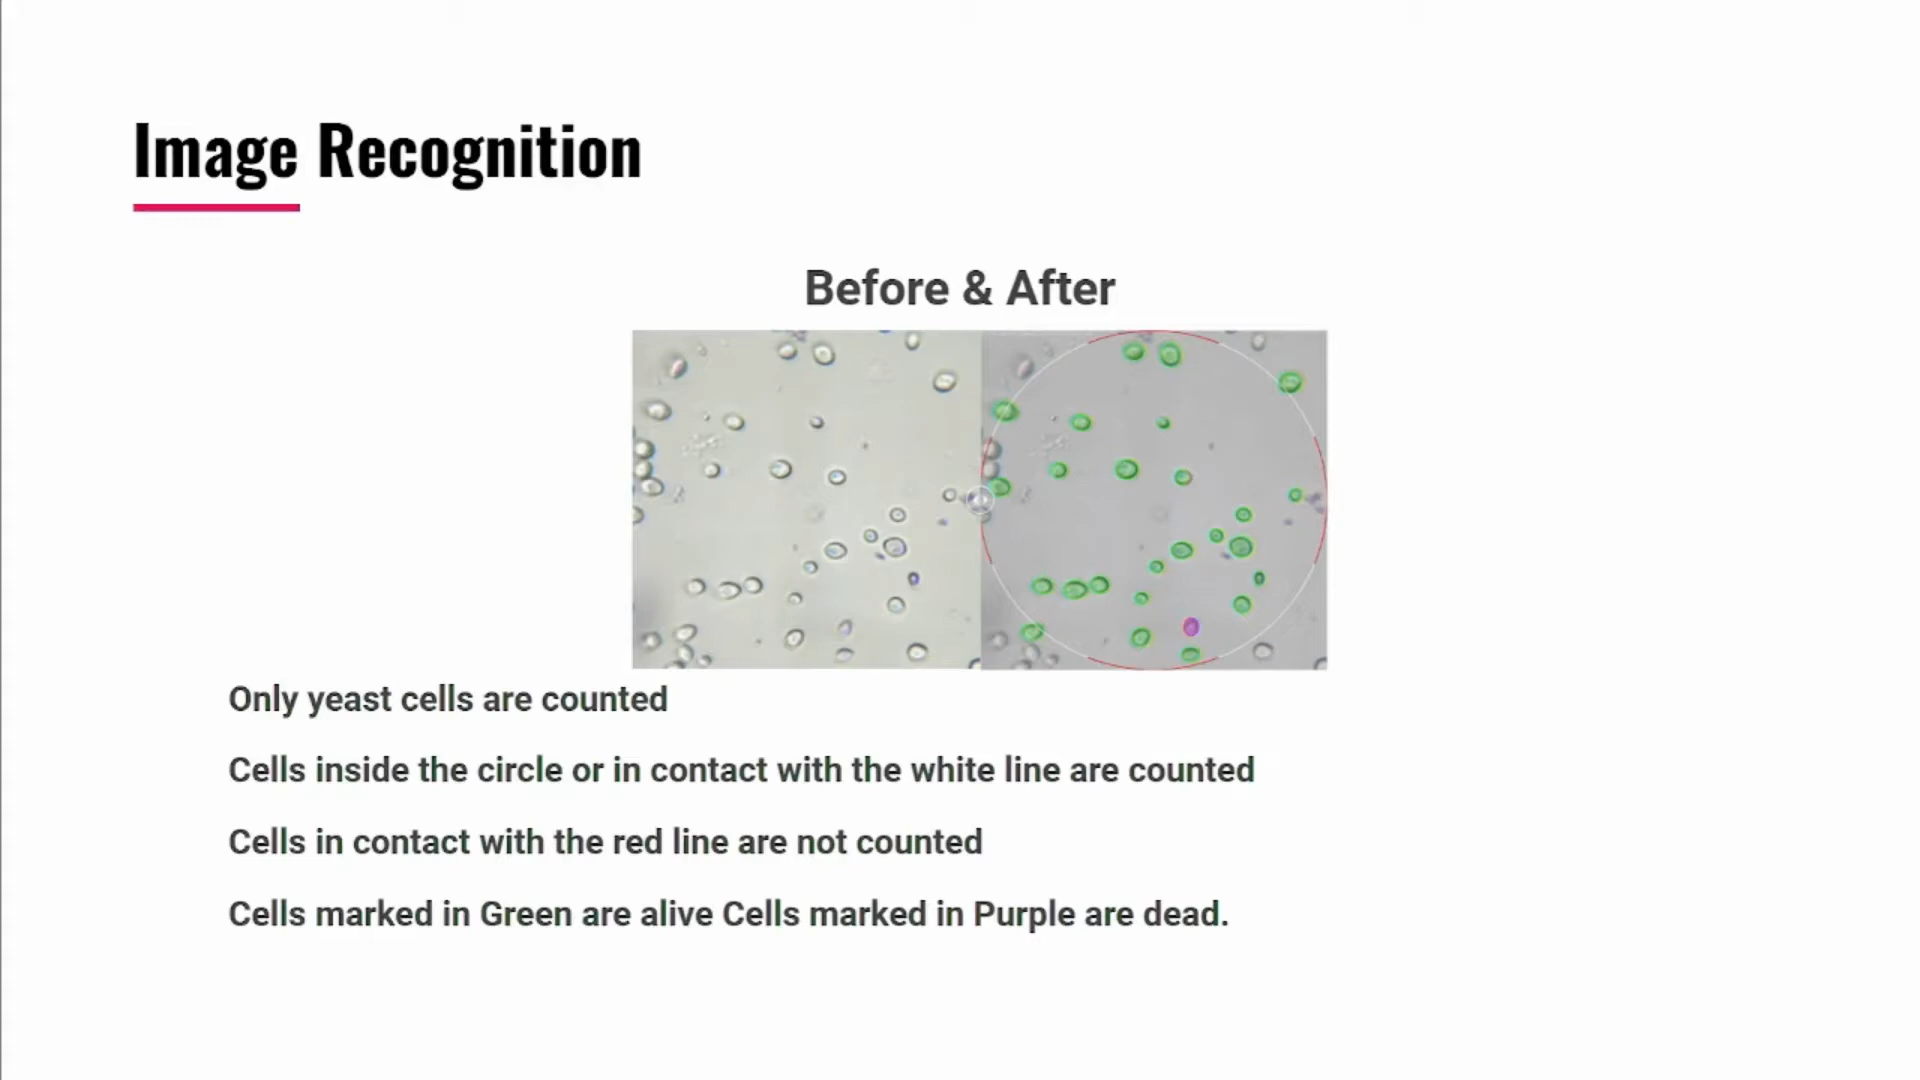 Image Recognition
Before & After
Only yeast cells are counted
Cells inside the circle or in contact with the white line are counted
Cells in contact with the red line are not counted
Cells marked in Green are alive Cells marked in Purple are dead.